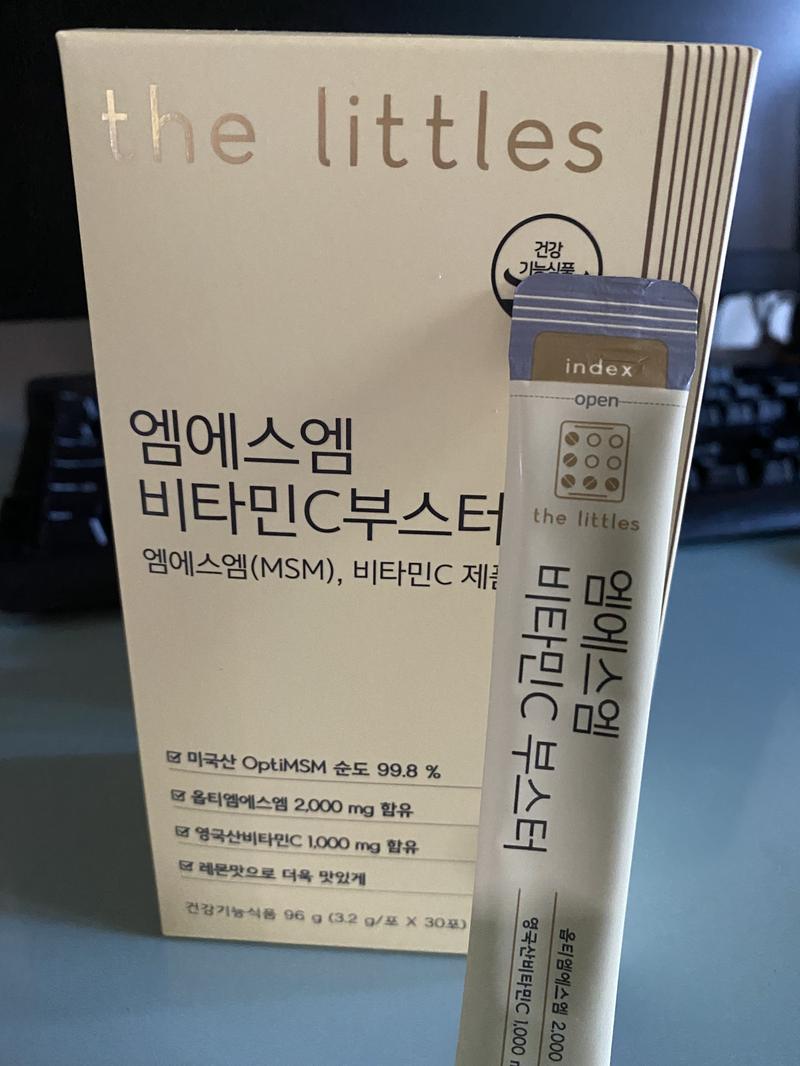 the littles
건강
기능식품
엠에스엠
비타민C부스터
엠에스엠(MSM), 비타민C
미국산 OptiMSM 순도 99.8 %
옵티엠에스엠 2,000 mg 함유
영국산비타민C 1,000 mg 함유
레몬맛으로 더욱 맛있게
건강기능식품 96 g (3.2 g/포 X 30포)
index
open
the littles
엠에스엠
비타민C 부스터
옵티엠에스엠 2,000
영국산비타민C 1,000